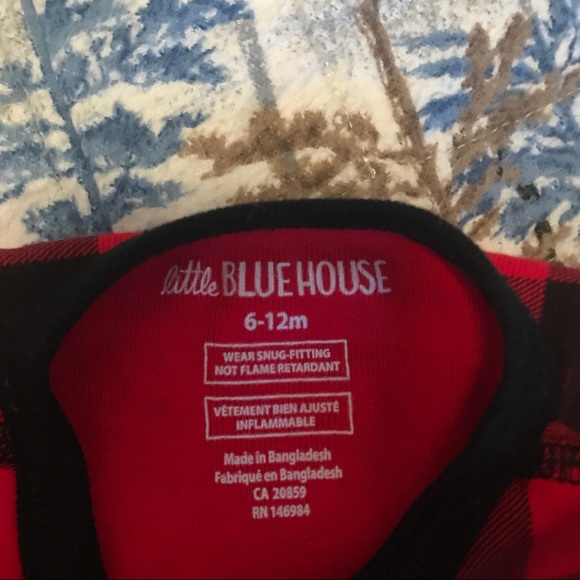 little BLUE HOUSE
6-12m
WEAR SNUG-FITTING
NOT FLAME RETARDANT
VÊTEMENT BIEN AJUSTÉ
INFLAMMABLE
Made in Bangladesh
Fabriqué en Bangladesh
CA 20859
RN 146984